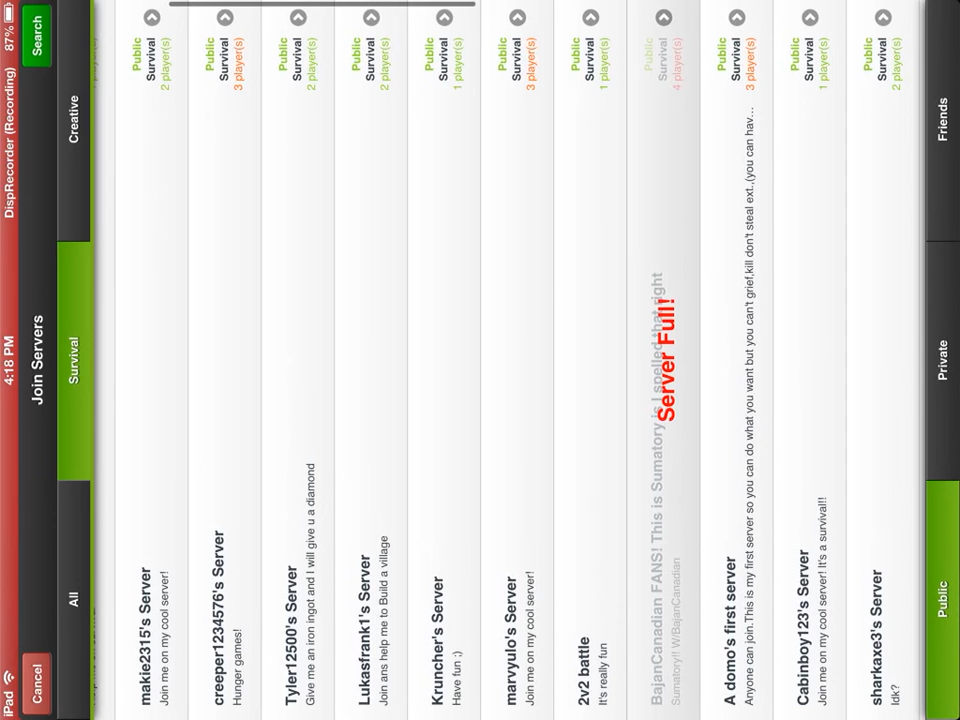 iPad 4:18 PM DispRecorder (Recording) 87%
Cancel Join Servers Search
All Survival Creative
makie2315's Server Public
Survival
Join me on my cool server! 2 player(s)
creeper1234576's Server Public
Survival
Hunger games! 3 player(s)
Tyler12500's Server Public
Survival
Give me an iron ingot and I will give u a diamond 2 player(s)
Lukasfrank1's Server Public
Survival
Join ans help me to Build a village 2 player(s)
Kruncher's Server Public
Survival
Have fun :) 1 player(s)
marvyulo's Server Public
Survival
Join me on my cool server! 3 player(s)
2v2 battle Public
Survival
It's really fun 1 player(s)
BajanCanadian FANS! This is Sumatory is I spelled that right Public
Survival
Server Full!
Sumatory!! W/BajanCanadian 4 player(s)
A domo's first server Public
Survival
Anyone can join.This is my first server so you can do what you want but you can't grief,kill don't steal ext.,(you can hav... 3 player(s)
Cabinboy123's Server Public
Survival
Join me on my cool server! It's a survival!! 1 player(s)
sharkaxe3's Server Public
Survival
Idk? 2 player(s)
Public Private Friends